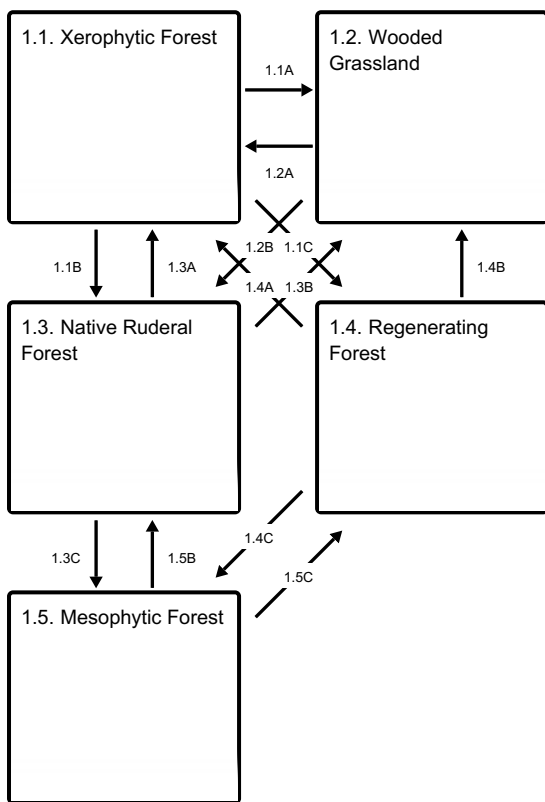 1.1. Xerophytic Forest
1.2. Wooded
Grassland
1.1A
1.2A
1.1B
1.3A
1.2B
1.1C
1.4A
1.3B
1.4B
1.3. Native Ruderal
Forest
1.4. Regenerating
Forest
1.3C
1.5B
1.4C
1.5C
1.5. Mesophytic Forest